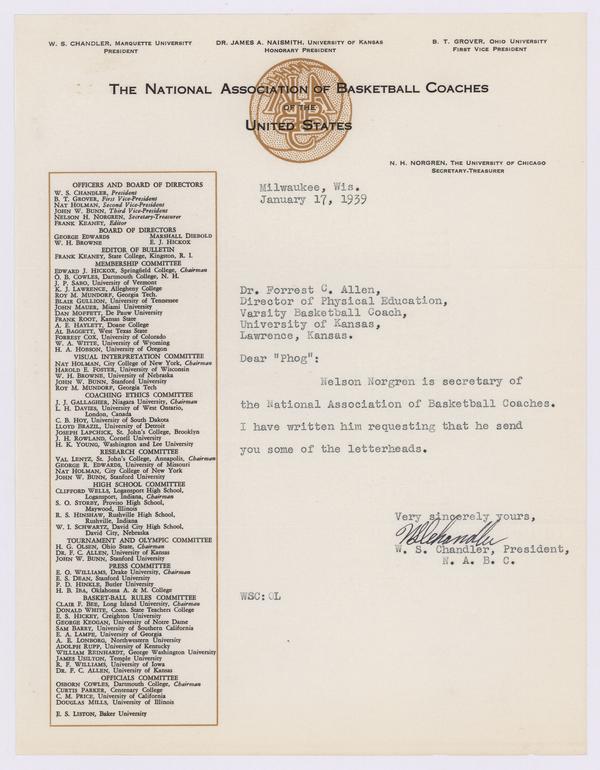 W. S. CHANDLER, MARQUETTE UNIVERSITY
PRESIDENT
DR. JAMES A. NAISMITH, UNIVERSITY OF KANSAS
HONORARY PRESIDENT
B. T. GROVER, OHIO UNIVERSITY
FIRST VICE PRESIDENT
THE NATIONAL ASSOCIATION OF BASKETBALL COACHES
OF THE
UNITED STATES
NABC
N. H. NORGREN, THE UNIVERSITY OF CHICAGO
SECRETARY-TREASURER
OFFICERS AND BOARD OF DIRECTORS
W. S. CHANDLER, President
B. T. GROVER, First Vice-President
NAT HOLMAN, Second Vice-President
JOHN W. BUNN, Third Vice-President
NELSON H. NORGREN, Secretary-Treasurer
FRANK KEANEY, Editor
BOARD OF DIRECTORS
GEORGE EDWARDS MARSHALL DIEBOLD
W. H. BROWNE E. J. HICKOX
EDITOR OF BULLETIN
FRANK KEANEY, State College, Kingston, R. I.
MEMBERSHIP COMMITTEE
EDWARD J. HICKOX, Springfield College, Chairman
O. B. COWLES, Dartmouth College, N. H.
J. P. SABO, University of Vermont
K. J. LAWRENCE, Allegheny College
ROY M. MUNDORF, Georgia Tech.
BLAIR GULLION, University of Tennessee
JOHN MAUER, Miami University
DAN MOFFETT, De Pauw University
FRANK ROOT, Kansas State
A. E. HAYLETT, Doane College
AL BAGGETT, West Texas State
FORREST COX, University of Colorado
W. A. WITTE, University of Wyoming
H. A. HOBSON, University of Oregon
VISUAL INTERPRETATION COMMITTEE
NAT HOLMAN, City College of New York, Chairman
HAROLD E. FOSTER, University of Wisconsin
W. H. BROWNE, University of Nebraska
JOHN W. BUNN, Stanford University
ROY M. MUNDORF, Georgia Tech
COACHING ETHICS COMMITTEE
J. J. GALLAGHER, Niagara University, Chairman
L. H. DAVIES, University of West Ontario,
London, Canada
C. B. HOY, University of South Dakota
LLOYD BRAZIL, University of Detroit
JOSEPH LAPCHICK, St. John's College, Brooklyn
J. H. ROWLAND, Cornell University
H. K. YOUNG, Washington and Lee University
RESEARCH COMMITTEE
VAL LENTZ, St. John's College, Annapolis, Chairman
GEORGE R. EDWARDS, University of Missouri
NAT HOLMAN, City College of New York
JOHN W. BUNN, Stanford University
HIGH SCHOOL COMMITTEE
CLIFFORD WELLS, Logansport High School,
Logansport, Indiana, Chairman
S. O. STORBY, Proviso High School,
Maywood, Illinois
R. S. HINSHAW, Rushville High School,
Rushville, Indiana
W. I. SCHWARTZ, David City High School,
David City, Nebraska
TOURNAMENT AND OLYMPIC COMMITTEE
H. G. OLSEN, Ohio State, Chairman
DR. F. C. ALLEN, University of Kansas
JOHN W. BUNN, Stanford University
PRESS COMMITTEE
E. O. WILLIAMS, Drake University, Chairman
E. S. DEAN, Stanford University
P. D. HINKLE, Butler University
H. B. IBA, Oklahoma A. & M. College
BASKET-BALL RULES COMMITTEE
CLAIR F. BEE, Long Island University, Chairman
DONALD WHITE, Conn. State Teachers College
E. S. HICKEY, Creighton University
GEORGE KEOGAN, University of Notre Dame
SAM BARRY, University of Southern California
E. A. LAMPE, University of Georgia
A. E. LONBORG, Northwestern University
ADOLPH RUPP, University of Kentucky
WILLIAM REINHARDT, George Washington University
JAMES USILTON, Temple University
R. F. WILLIAMS, University of Iowa
DR. F. C. ALLEN, University of Kansas
OFFICIALS COMMITTEE
OSBORN COWLES, Dartmouth College, Chairman
CURTIS PARKER, Centenary College
C. M. PRICE, University of California
DOUGLAS MILLS, University of Illinois
E. S. LISTON, Baker University
Milwaukee, Wis.
January 17, 1939
Dr. Forrest C. Allen,
Director of Physical Education,
Varsity Basketball Coach,
University of Kansas,
Lawrence, Kansas.
Dear "Phog":
Nelson Norgren is secretary of
the National Association of Basketball Coaches.
I have written him requesting that he send
you some of the letterheads.
Very sincerely yours,
WSChandler
W. S. Chandler, President,
N. A. B. C.
WSC:OL